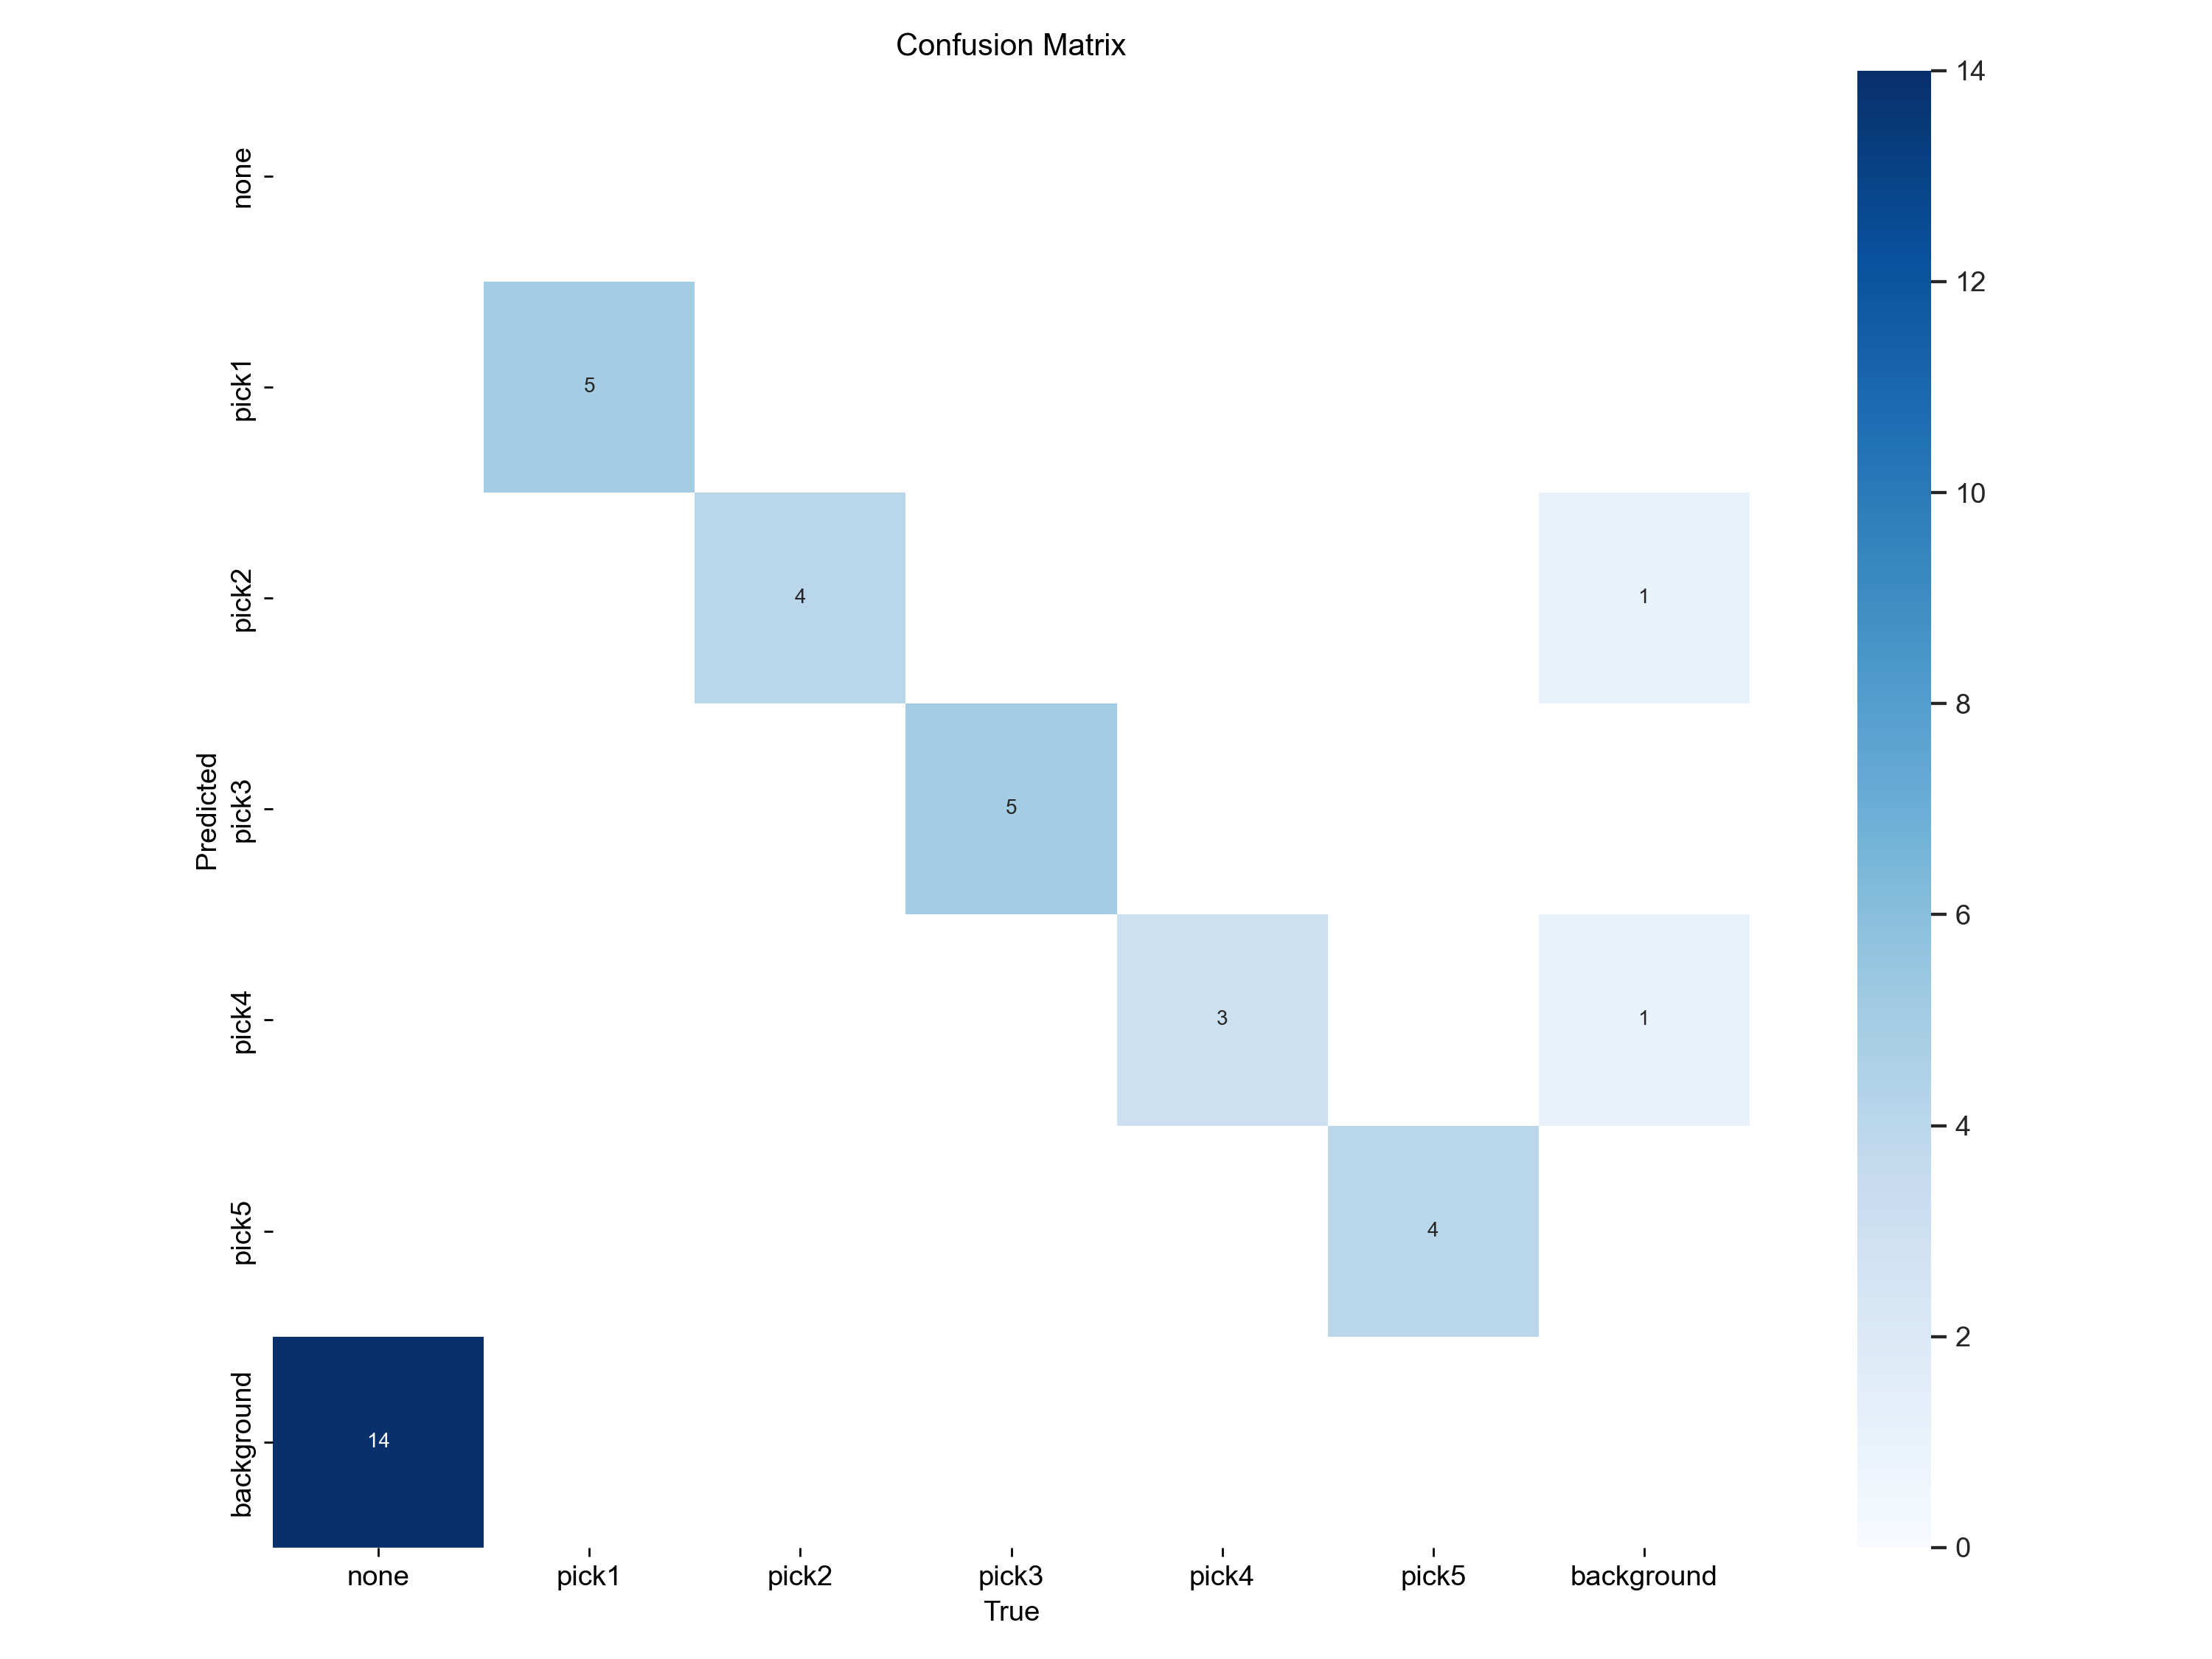 Confusion Matrix
14
none
12
pick1
5
10
pick2
4
1
8
Predicted
pick3
5
6
pick4
3
1
4
pick5
4
2
background
14
0
none pick1 pick2 pick3 pick4 pick5 background
True